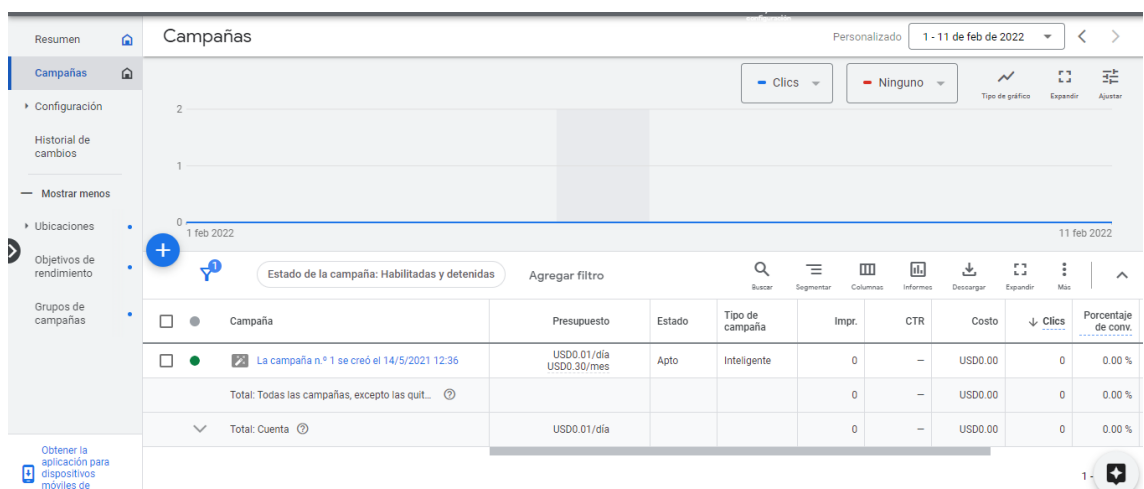 Resumen
Campañas
Configuración
Historial de
cambios
Mostrar menos
Ubicaciones
Objetivos de
rendimiento
Grupos de
campañas
Obtener la
aplicación para
dispositivos
móviles de
Campañas
Personalizado 1 - 11 de feb de 2022
Clics
Ninguno
Tipo de gráfico
Expandir
Ajustar
2
1
0
1 feb 2022
11 feb 2022
1
Estado de la campaña: Habilitadas y detenidas
Agregar filtro
Buscar
Segmentar
Columnas
Informes
Descargar
Expandir
Más
Campaña Presupuesto Estado Tipo de campaña Impr. CTR Costo Clics Porcentaje de conv.
La campaña n.º 1 se creó el 14/5/2021 12:36 USD0.01/día USD0.30/mes Apto Inteligente 0 – USD0.00 0 0.00 %
Total: Todas las campañas, excepto las quit... 0 – USD0.00 0 0.00 %
Total: Cuenta USD0.01/día 0 – USD0.00 0 0.00 %
1 -